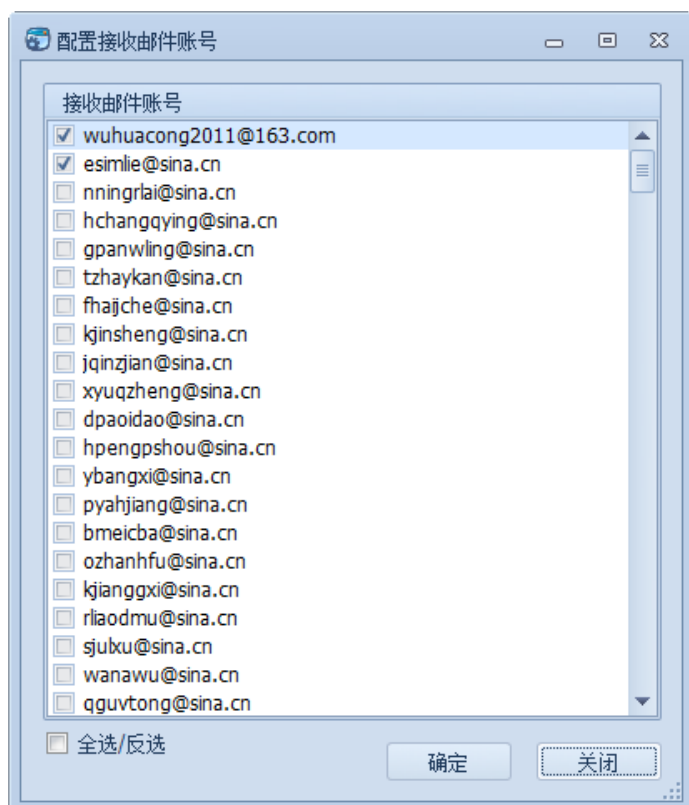 配置接收邮件账号
接收邮件账号
wuhuacong2011@163.com
esimlie@sina.cn
nningrlai@sina.cn
hchangqying@sina.cn
gpanwling@sina.cn
tzhaykan@sina.cn
fhaijche@sina.cn
kjinsheng@sina.cn
jqinzjian@sina.cn
xyuqzheng@sina.cn
dpaoidao@sina.cn
hpengpshou@sina.cn
ybangxi@sina.cn
pyahjiang@sina.cn
bmeicba@sina.cn
ozhanhfu@sina.cn
kjianggxi@sina.cn
rliaodmu@sina.cn
sjulxu@sina.cn
wanawu@sina.cn
qguvtong@sina.cn
全选/反选
确定
关闭